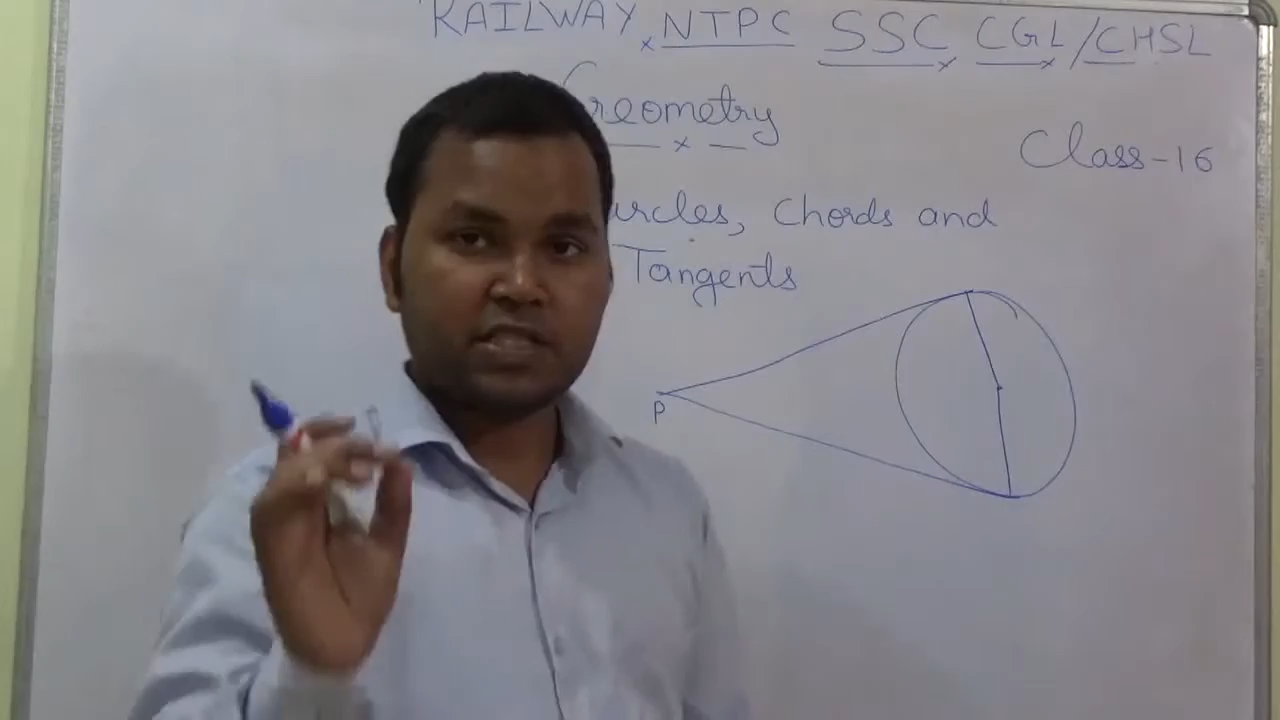 RAILWAY NTPC SSC CGL/CHSL
Geometry
Class-16
Circles, Chords and
Tangents
P